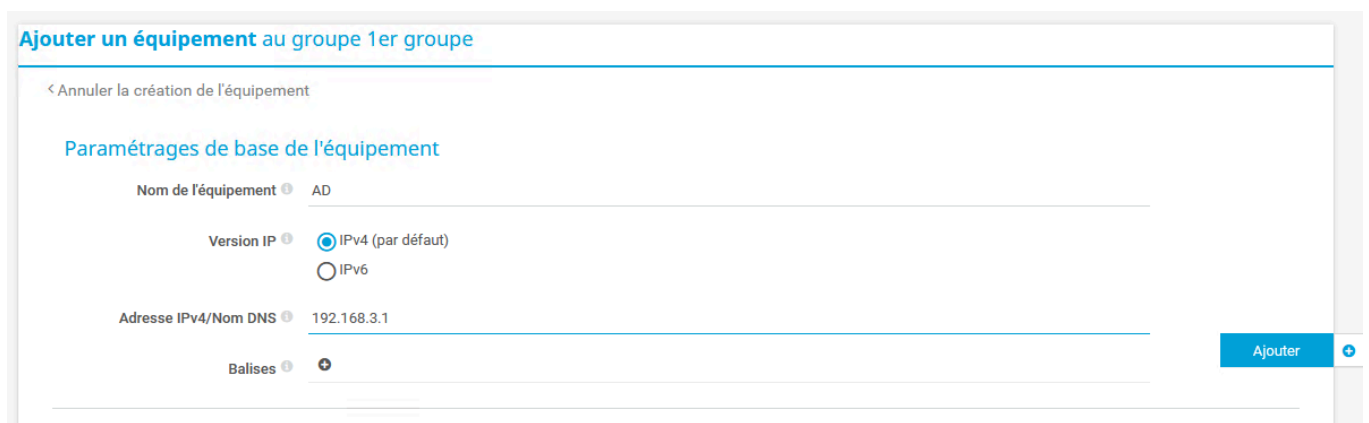 Ajouter un équipement au groupe 1er groupe
Annuler la création de l'équipement
Paramétrages de base de l'équipement
Nom de l'équipement AD
Version IP IPv4 (par défaut)
IPv6
Adresse IPv4/Nom DNS 192.168.3.1
Ajouter
Balises